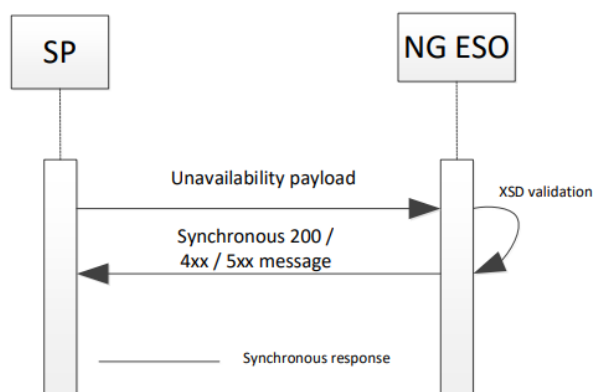 SP
NG ESO
Unavailability payload
XSD validation
Synchronous 200 /
4xx / 5xx message
Synchronous response